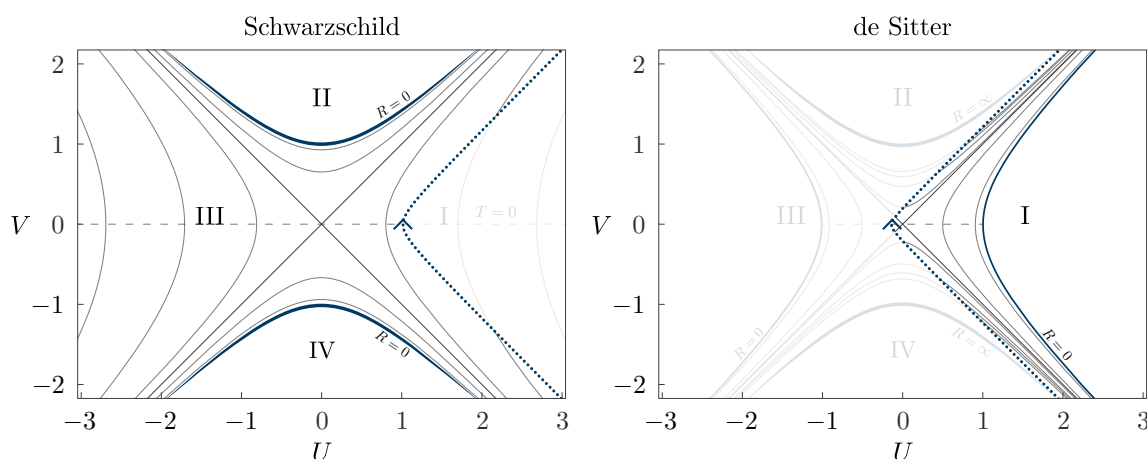 Schwarzschild
2
1
V 0
−1
−2
II
R = 0
III
I
T = 0
IV
R = 0
−3 −2 −1 0 1 2 3
U
de Sitter
2
1
V 0
−1
−2
II
R = ∞
III
I
R = 0
IV
R = ∞
R = 0
−3 −2 −1 0 1 2 3
U